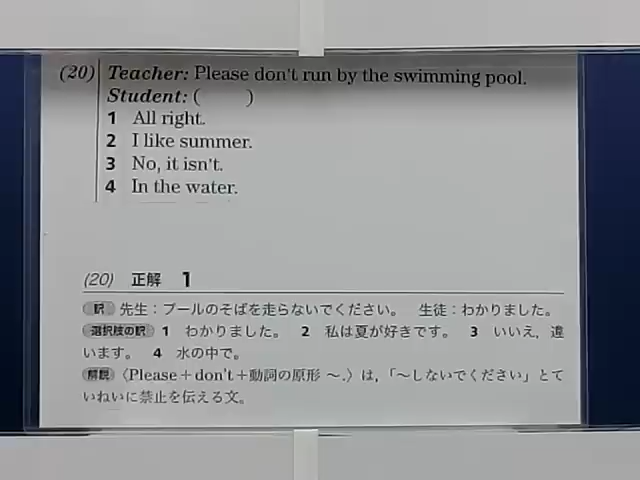 (20) Teacher: Please don't run by the swimming pool.
Student: (     )
1 All right.
2 I like summer.
3 No, it isn't.
4 In the water.
(20) 正解 1
訳 先生：プールのそばを走らないでください。 生徒：わかりました。
選択肢の訳 1 わかりました。 2 私は夏が好きです。 3 いいえ，違
います。 4 水の中で。
解説 〈Please＋don't＋動詞の原形 ～.〉は，「～しないでください」とて
いねいに禁止を伝える文。